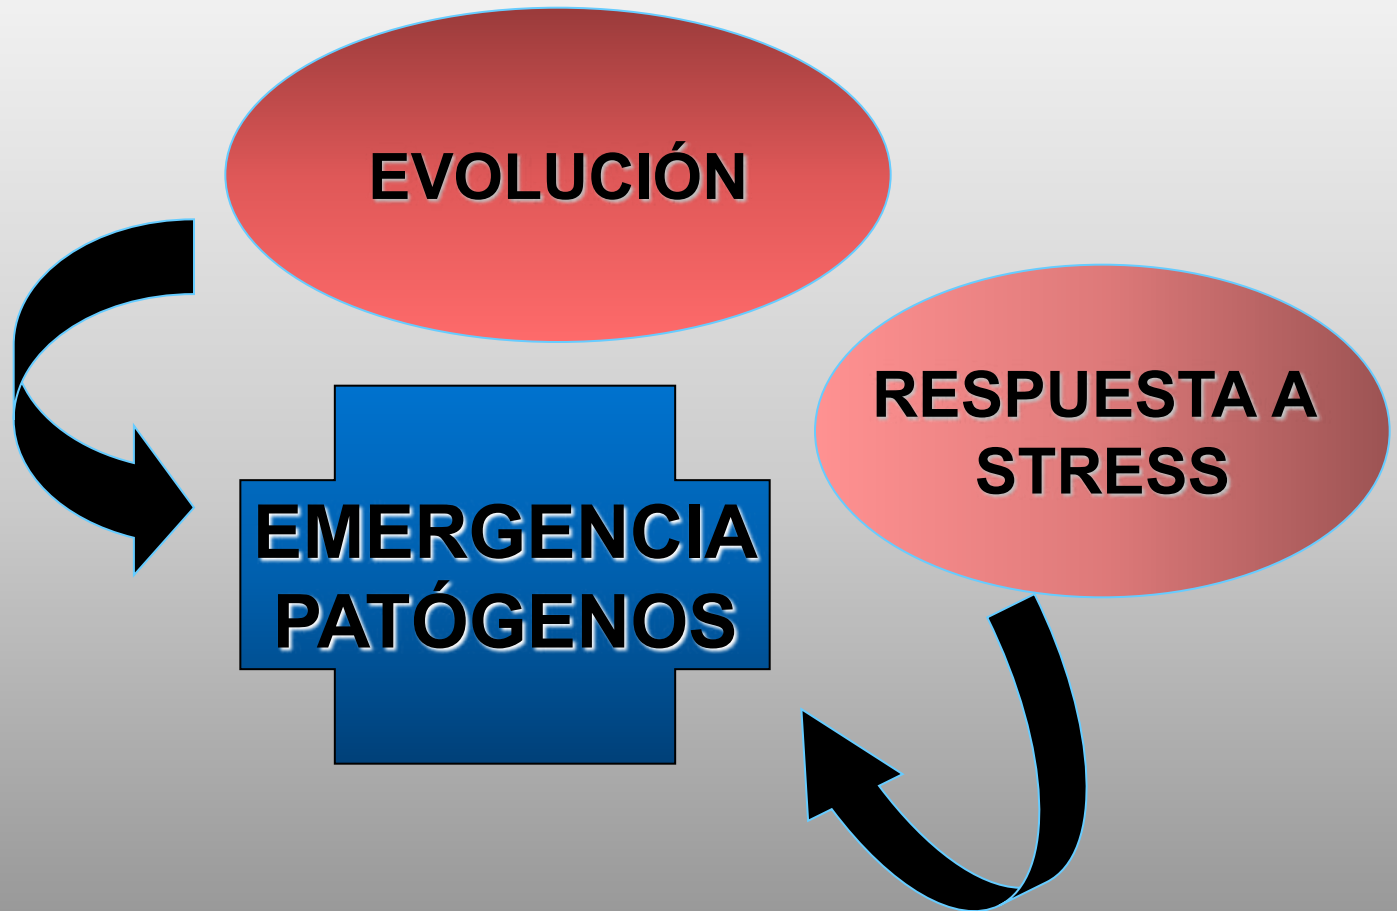 EVOLUCIÓN
RESPUESTA A
STRESS
EMERGENCIA
PATÓGENOS